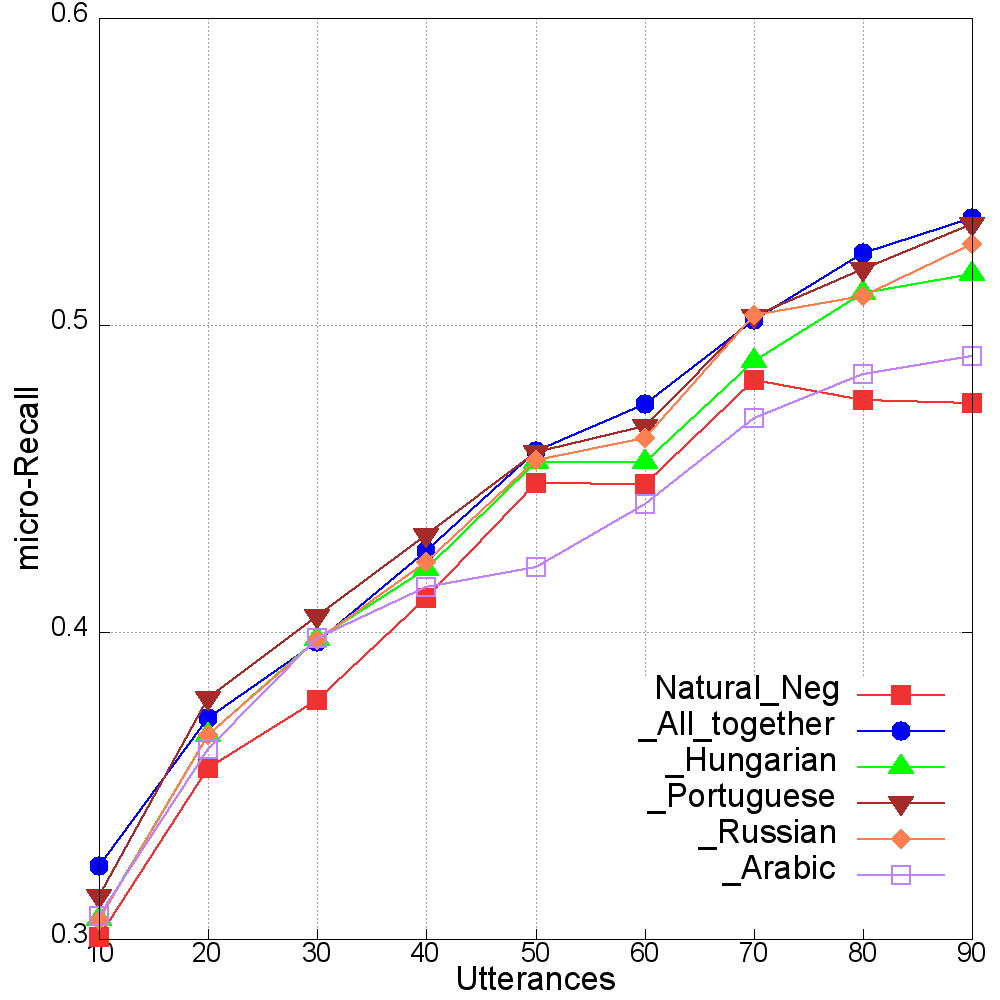 0.6
0.5
0.4
0.3
micro-Recall
Natural_Neg
_All_together
_Hungarian
_Portuguese
_Russian
_Arabic
10 20 30 40 50 60 70 80 90
Utterances